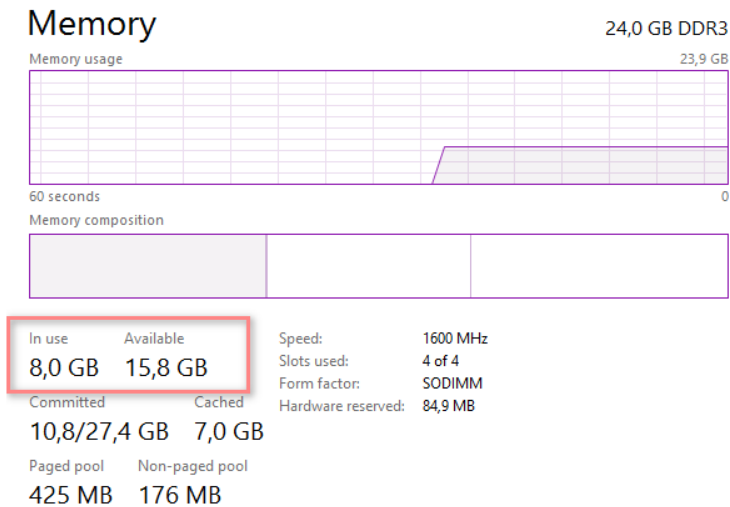 Memory 24,0 GB DDR3
Memory usage 23,9 GB
60 seconds 0
Memory composition
In use Available
8,0 GB 15,8 GB
Committed Cached
10,8/27,4 GB 7,0 GB
Paged pool Non-paged pool
425 MB 176 MB
Speed: 1600 MHz
Slots used: 4 of 4
Form factor: SODIMM
Hardware reserved: 84,9 MB